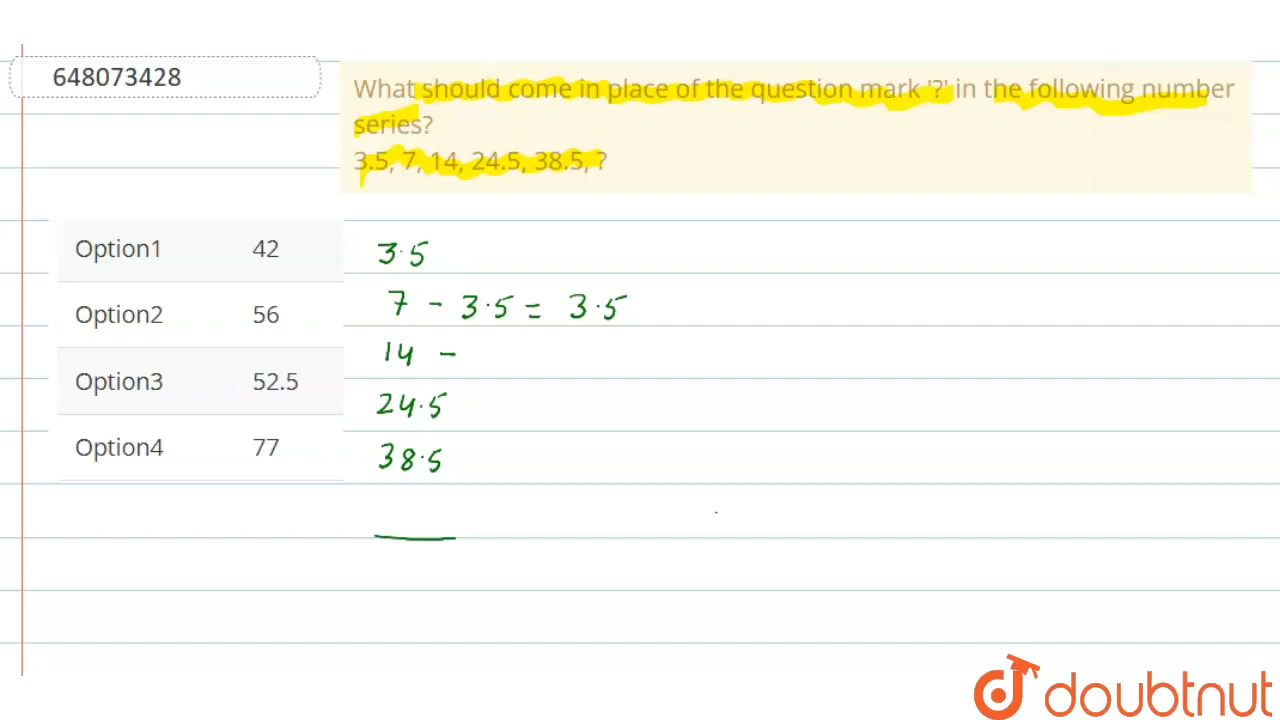 648073428
What should come in place of the question mark '?' in the following number
series?
3.5, 7, 14, 24.5, 38.5, ?
Option1 42
Option2 56
Option3 52.5
Option4 77
3.5
7 - 3.5 = 3.5
14 -
24.5
38.5
doubtnut